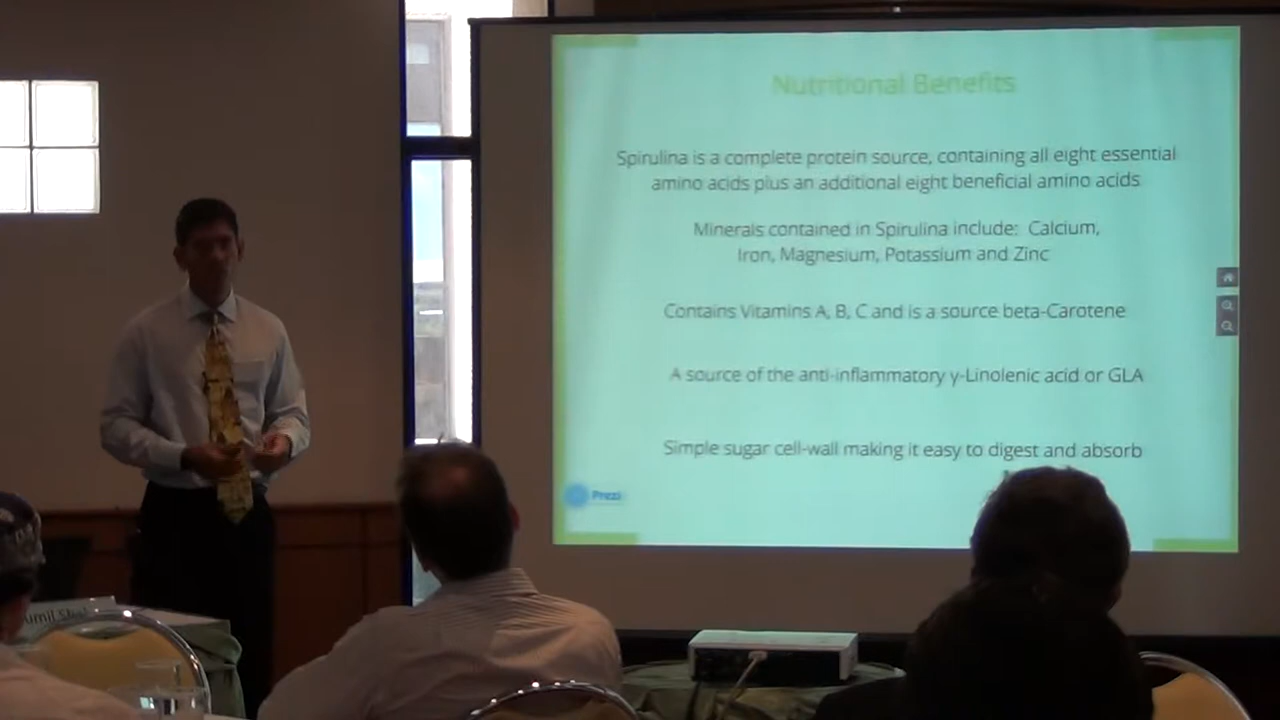 Nutritional Benefits
Spirulina is a complete protein source, containing all eight essential
amino acids plus an additional eight beneficial amino acids
Minerals contained in Spirulina include: Calcium,
Iron, Magnesium, Potassium and Zinc
Contains Vitamins A, B, C and is a source beta-Carotene
A source of the anti-inflammatory γ-Linolenic acid or GLA
Simple sugar cell-wall making it easy to digest and absorb
Prezi